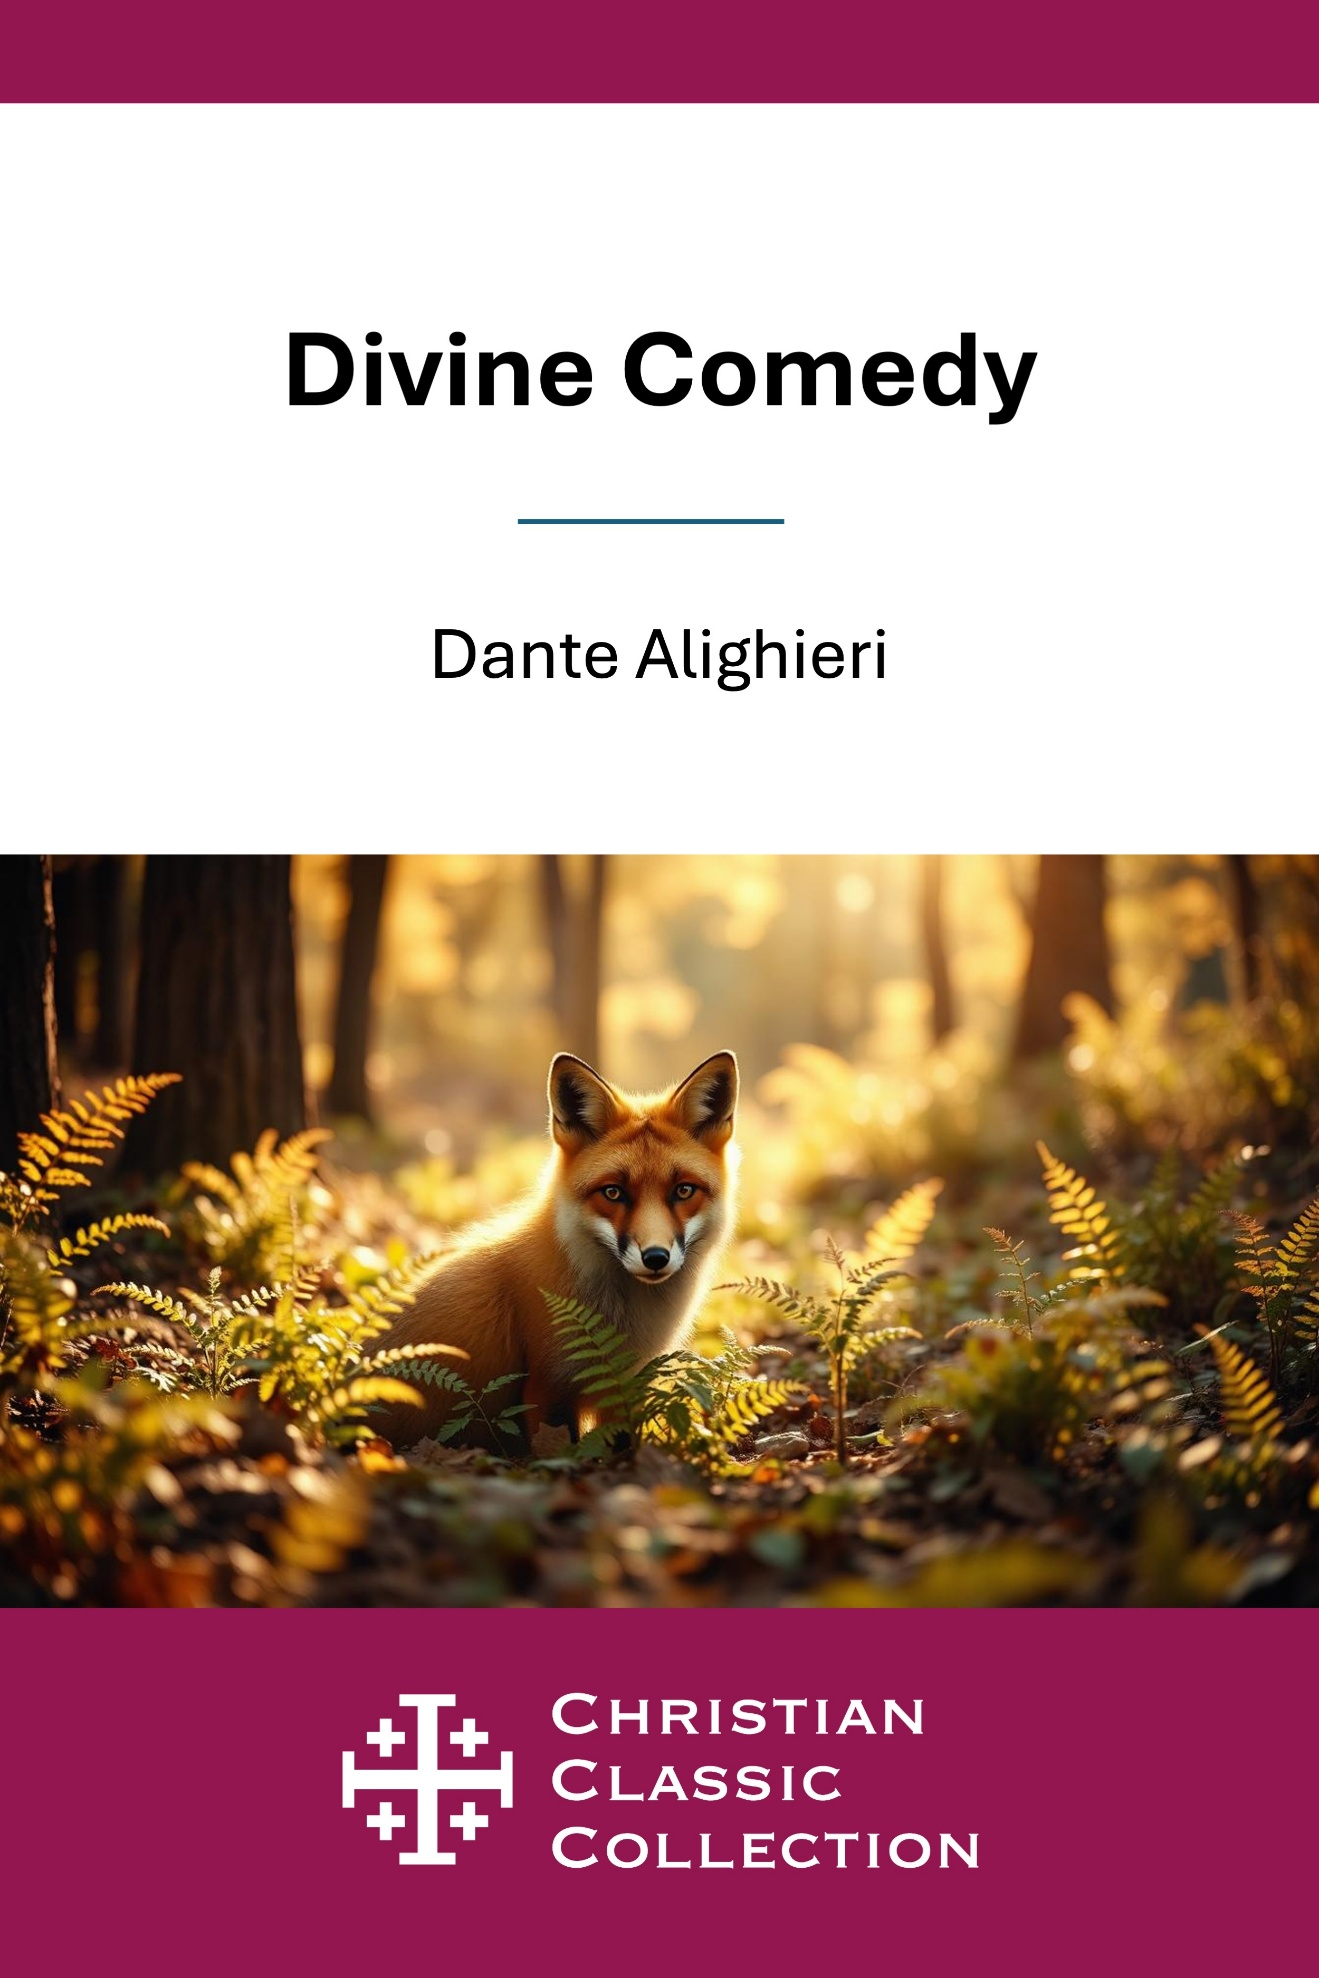 Divine Comedy
Dante Alighieri
Christian
Classic
Collection